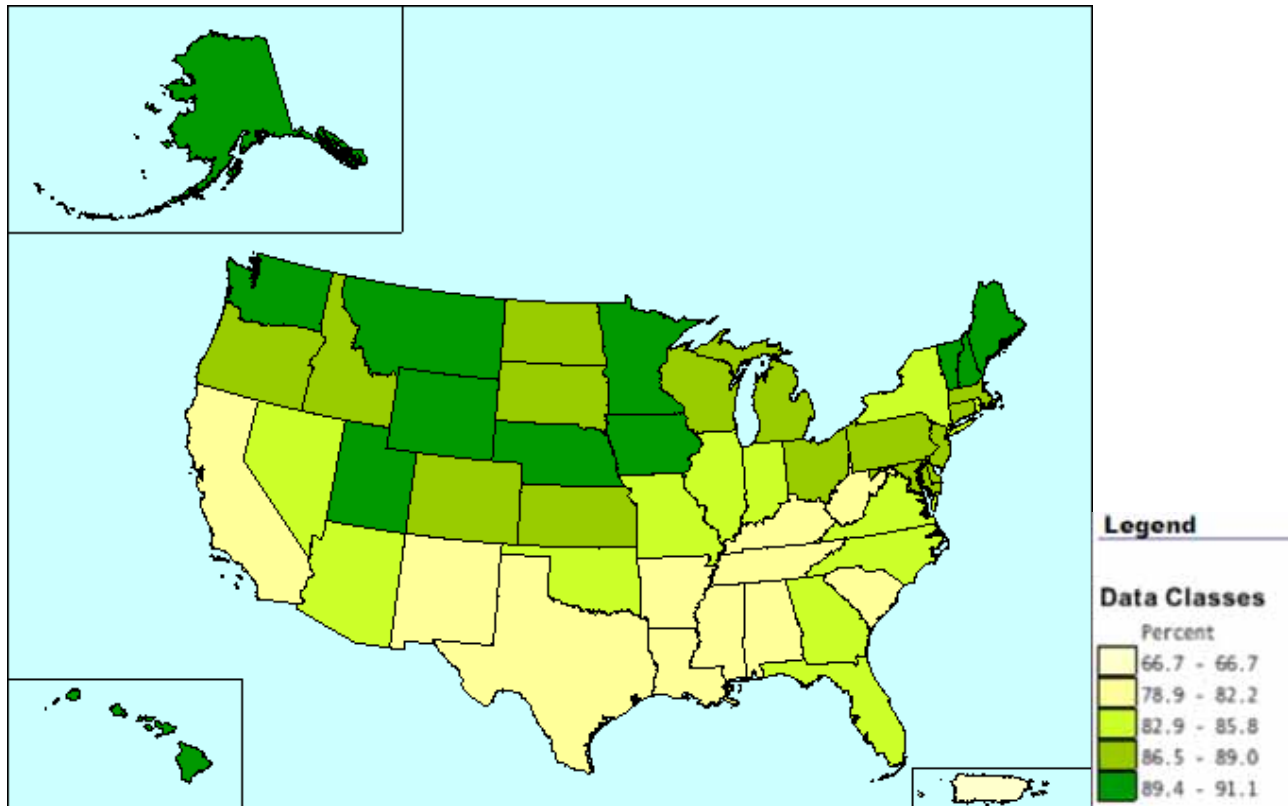 Legend
Data Classes
Percent
66.7 - 66.7
78.9 - 82.2
82.9 - 85.8
86.5 - 89.0
89.4 - 91.1